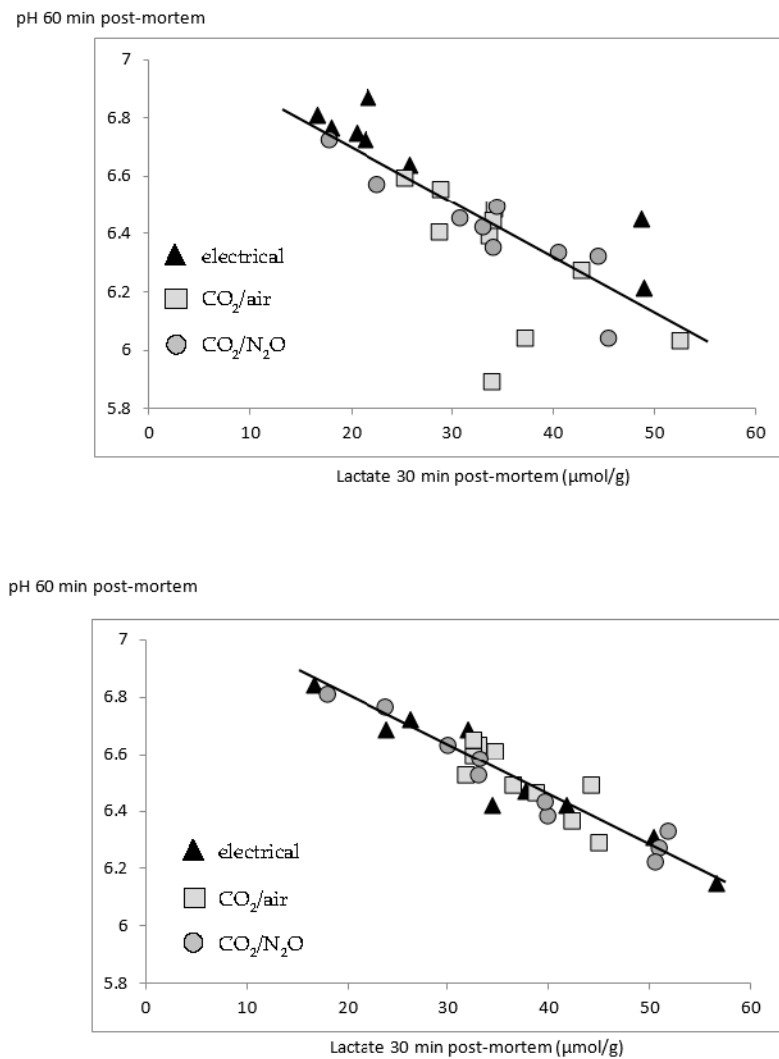 pH 60 min post-mortem
7
6.8
6.6
6.4
6.2
6
5.8
electrical
CO₂/air
CO₂/N₂O
0 10 20 30 40 50 60
Lactate 30 min post-mortem (µmol/g)
pH 60 min post-mortem
7
6.8
6.6
6.4
6.2
6
5.8
electrical
CO₂/air
CO₂/N₂O
0 10 20 30 40 50 60
Lactate 30 min post-mortem (µmol/g)